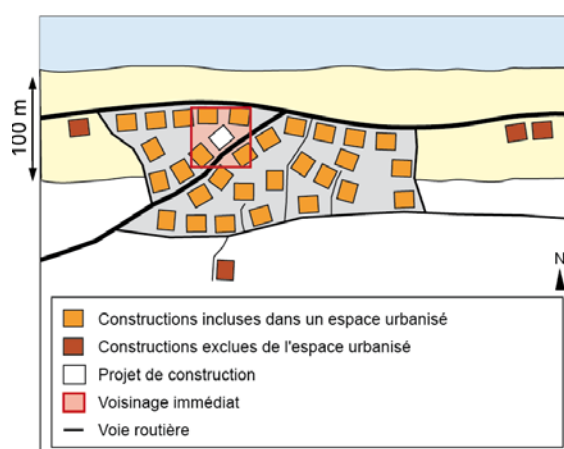 100 m
N
Constructions incluses dans un espace urbanisé
Constructions exclues de l'espace urbanisé
Projet de construction
Voisinage immédiat
Voie routière